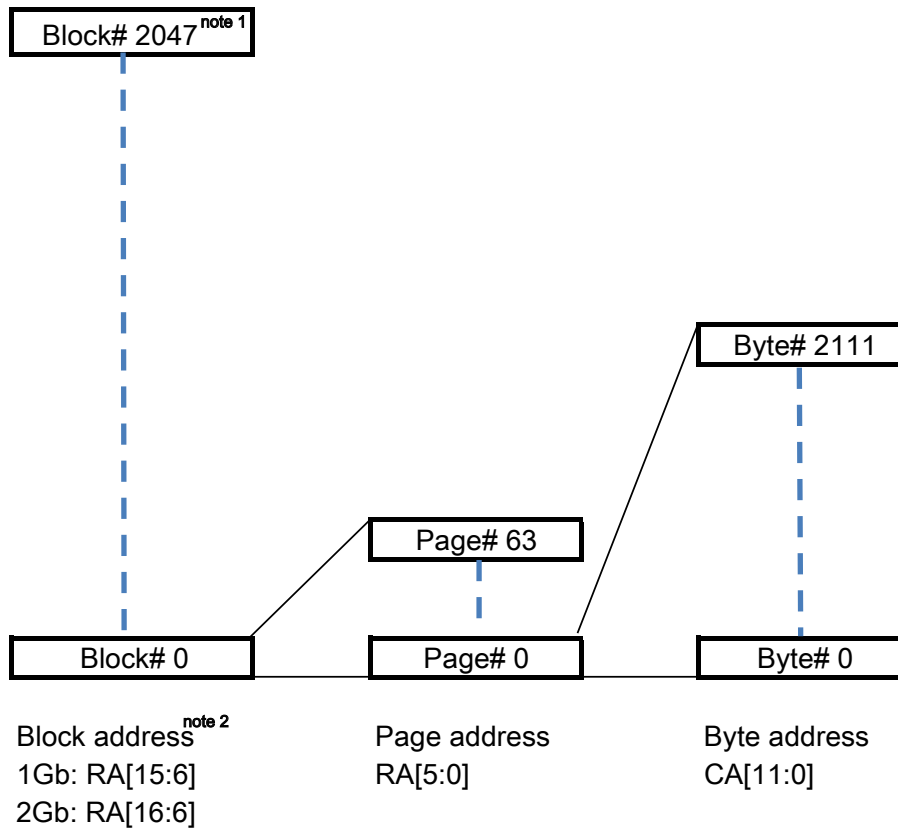 Block# 2047 note 1
Byte# 2111
Page# 63
Block# 0
Page# 0
Byte# 0
Block address note 2
1Gb: RA[15:6]
2Gb: RA[16:6]
Page address
RA[5:0]
Byte address
CA[11:0]